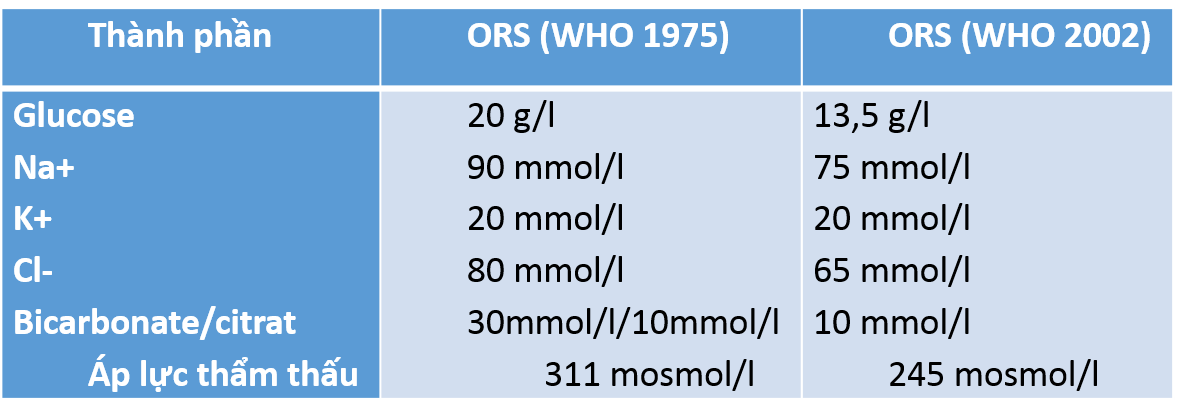 Thành phần ORS (WHO 1975) ORS (WHO 2002)
Glucose 20 g/l 13,5 g/l
Na+ 90 mmol/l 75 mmol/l
K+ 20 mmol/l 20 mmol/l
Cl- 80 mmol/l 65 mmol/l
Bicarbonate/citrat 30mmol/l/10mmol/l 10 mmol/l
Áp lực thẩm thấu 311 mosmol/l 245 mosmol/l